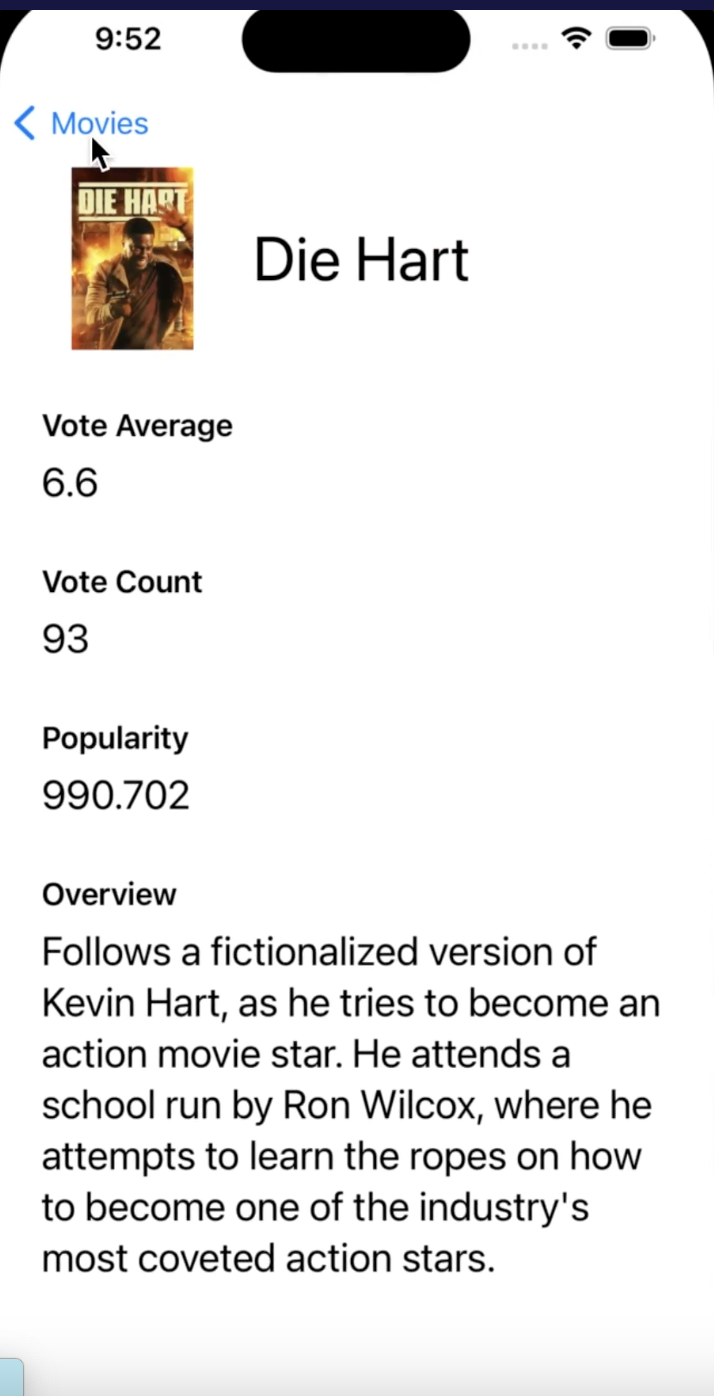 9:52
Movies
DIE HART
Die Hart
Vote Average
6.6
Vote Count
93
Popularity
990.702
Overview
Follows a fictionalized version of
Kevin Hart, as he tries to become an
action movie star. He attends a
school run by Ron Wilcox, where he
attempts to learn the ropes on how
to become one of the industry's
most coveted action stars.